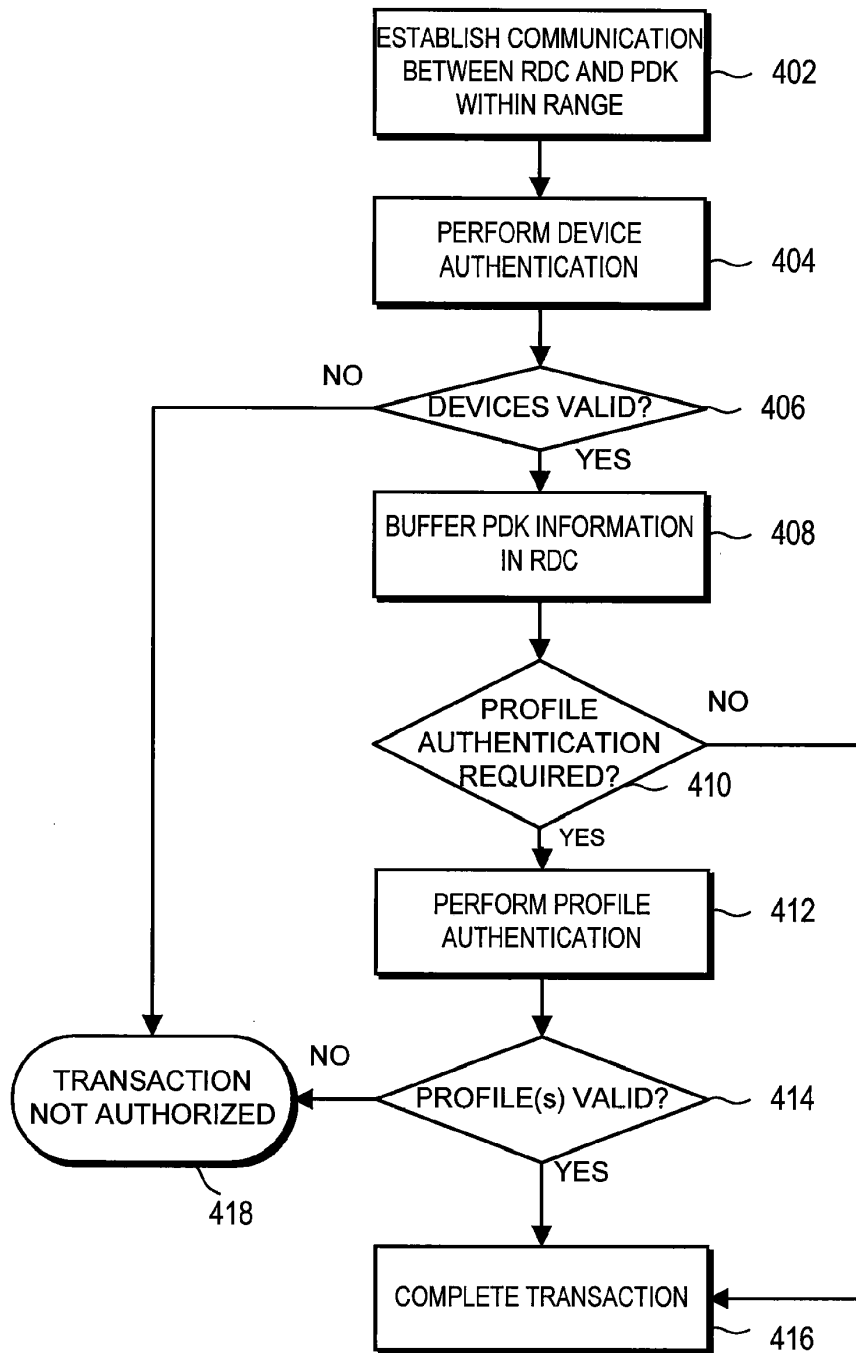 ESTABLISH COMMUNICATION
BETWEEN RDC AND PDK
WITHIN RANGE
402
PERFORM DEVICE
AUTHENTICATION
404
NO
DEVICES VALID?
406
YES
BUFFER PDK INFORMATION
IN RDC
408
PROFILE
AUTHENTICATION
REQUIRED?
NO
410
YES
PERFORM PROFILE
AUTHENTICATION
412
TRANSACTION
NOT AUTHORIZED
418
NO
PROFILE(s) VALID?
414
YES
COMPLETE TRANSACTION
416